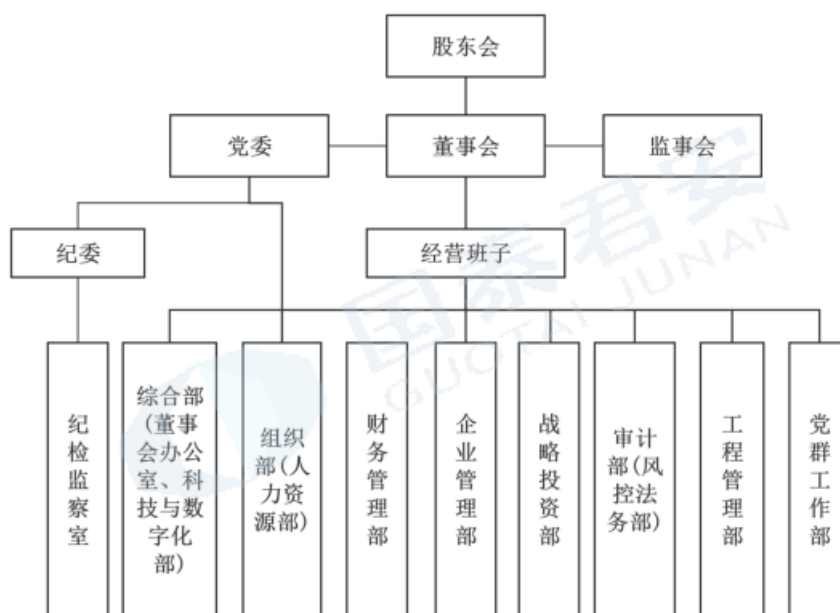 股东会
党委
董事会
监事会
纪委
经营班子
纪检监察室
综合部
(董事
会办公
室、科
技与数
字化
部)
组织
部(人
力资
源部)
财务管理部
企业管理部
战略投资部
审计
部(风
控法
务部)
工程管理部
党群工作部
国泰君安
GUOTAI JUNAN